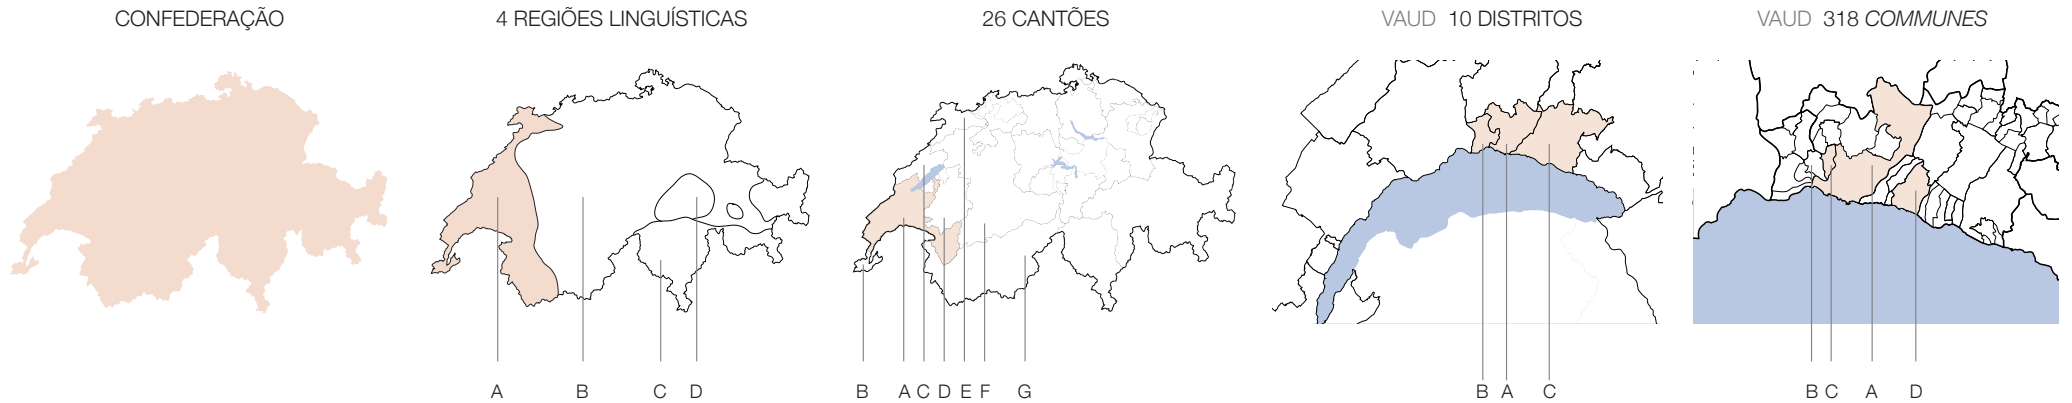 CONFEDERAÇÃO
4 REGIÕES LINGUÍSTICAS
26 CANTÕES
VAUD 10 DISTRITOS
VAUD 318 COMMUNES
A B C D
B A C D E F G
B A C
B C A D